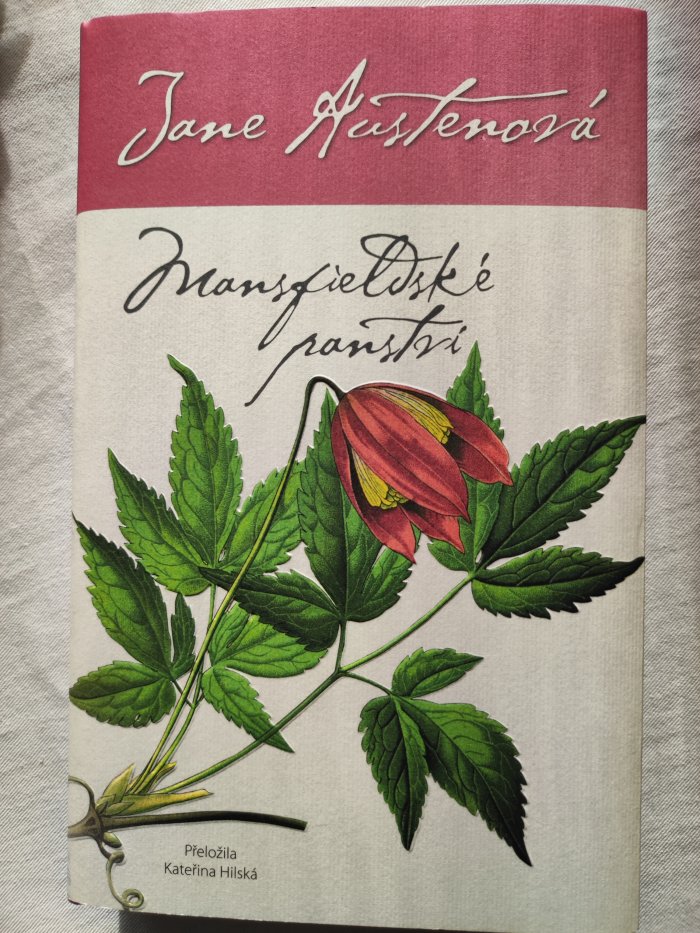 Jane Austenová
Mansfieldské
panství
Přeložila
Kateřina Hilská